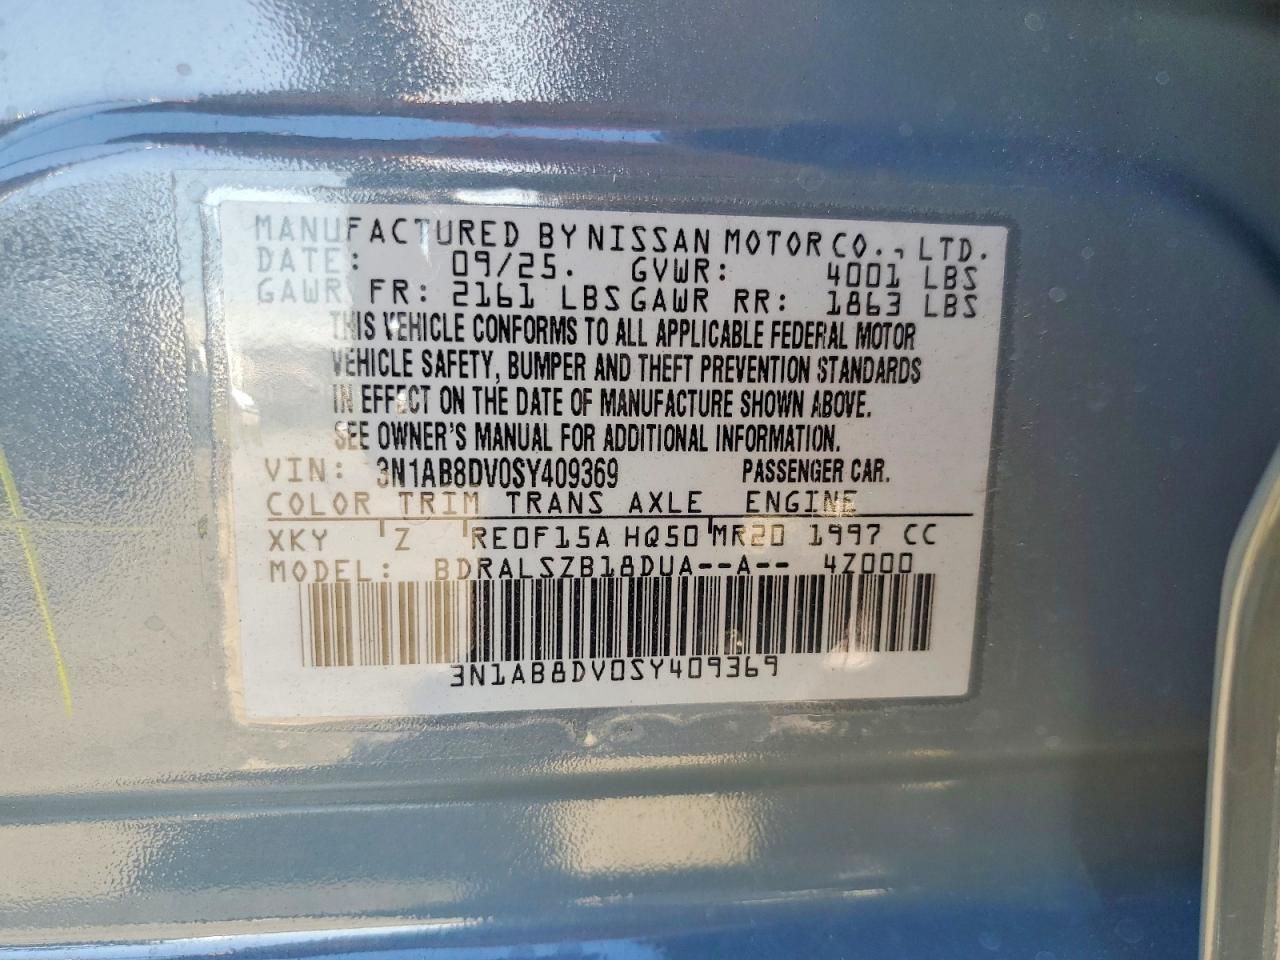 MANUFACTURED BY NISSAN MOTOR CO., LTD.
DATE: 09/25. GVWR: 4001 LBS
GAWR FR: 2161 LBS GAWR RR: 1863 LBS
THIS VEHICLE CONFORMS TO ALL APPLICABLE FEDERAL MOTOR
VEHICLE SAFETY, BUMPER AND THEFT PREVENTION STANDARDS
IN EFFECT ON THE DATE OF MANUFACTURE SHOWN ABOVE.
SEE OWNER'S MANUAL FOR ADDITIONAL INFORMATION.
VIN: 3N1AB8DV0SY409369 PASSENGER CAR.
COLOR TRIM TRANS AXLE ENGINE
XKY Z RE0F15A HQ50 MR20 1997 CC
MODEL: BDRALSZB18DUA--A-- 4Z000
3N1AB8DV0SY409369